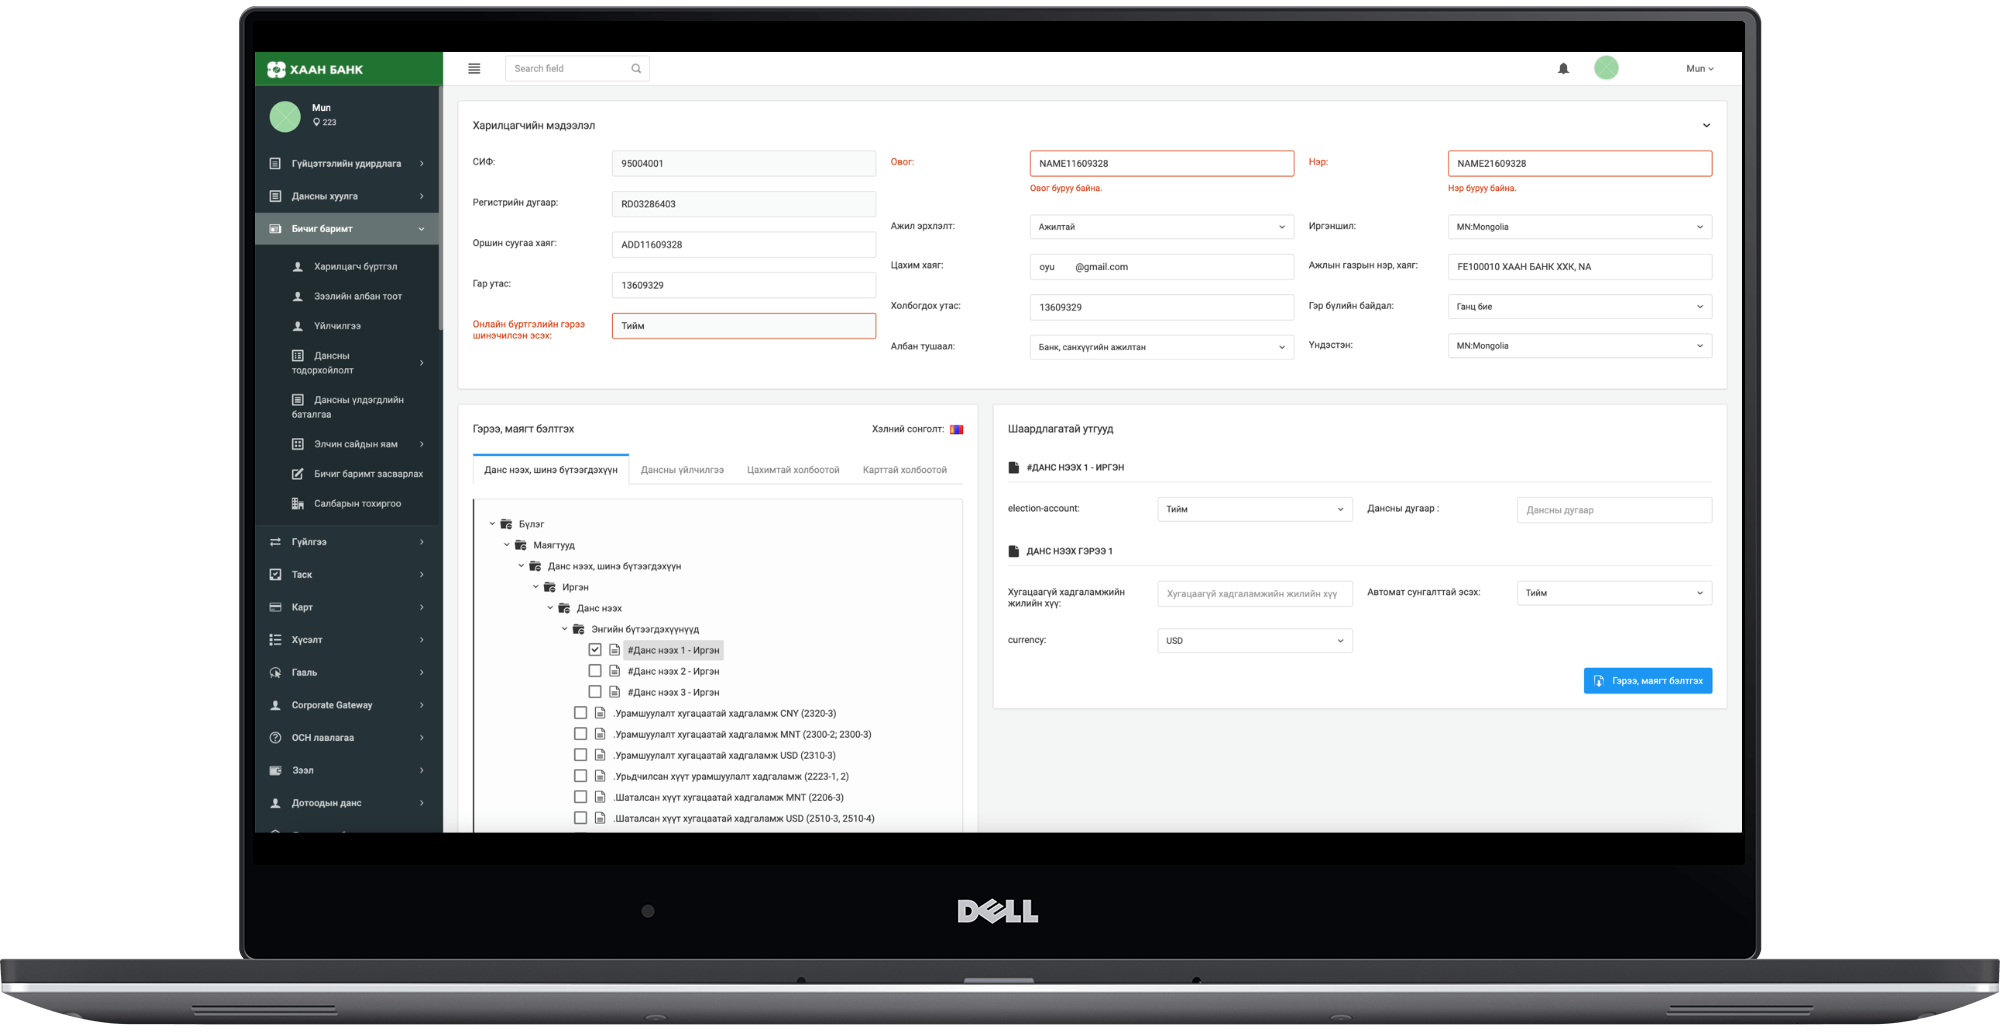 ХААН БАНК
Mun
223
Гүйцэтгэлийн удирдлага
Дансны хуулга
Бичиг баримт
Харилцагч бүртгэл
Зээлийн албан тоот
Үйлчилгээ
Дансны
тодорхойлолт
Дансны үлдэгдлийн
баталгаа
Элчин сайдын яам
Бичиг баримт засварлах
Салбарын тохиргоо
Гүйлгээ
Таск
Карт
Хүсэлт
Гааль
Corporate Gateway
ОСН лавлагаа
Зээл
Дотоодын данс
Search field
Mun
Харилцагчийн мэдээлэл
СИФ:
95004001
Регистрийн дугаар:
RD03286403
Оршин суугаа хаяг:
ADD11609328
Гар утас:
13609329
Онлайн бүртгэлийн гэрээ
шинэчилсэн эсэх:
Тийм
Овог:
NAME11609328
Овог буруу байна.
Ажил эрхлэлт:
Ажилтай
Цахим хаяг:
oyu @gmail.com
Холбогдох утас:
13609329
Албан тушаал:
Банк, санхүүгийн ажилтан
Нэр:
NAME21609328
Нэр буруу байна.
Иргэншил:
MN:Mongolia
Ажлын газрын нэр, хаяг:
FE100010 ХААН БАНК ХХК, NA
Гэр бүлийн байдал:
Ганц бие
Үндэстэн:
MN:Mongolia
Гэрээ, маягт бэлтгэх
Хэлний сонголт:
Данс нээх, шинэ бүтээгдэхүүн
Дансны үйлчилгээ
Цахимтай холбоотой
Карттай холбоотой
Бүлэг
Маягтууд
Данс нээх, шинэ бүтээгдэхүүн
Иргэн
Данс нээх
Энгийн бүтээгдэхүүнүүд
#Данс нээх 1 - Иргэн
#Данс нээх 2 - Иргэн
#Данс нээх 3 - Иргэн
.Урамшуулалт хугацаатай хадгаламж CNY (2320-3)
.Урамшуулалт хугацаатай хадгаламж MNT (2300-2; 2300-3)
.Урамшуулалт хугацаатай хадгаламж USD (2310-3)
.Урьдчилсан хүүт урамшуулалт хадгаламж (2223-1, 2)
.Шаталсан хүүт хугацаатай хадгаламж MNT (2206-3)
.Шаталсан хүүт хугацаатай хадгаламж USD (2510-3, 2510-4)
Шаардлагатай утгууд
#ДАНС НЭЭХ 1 - ИРГЭН
election-account:
Тийм
Дансны дугаар :
Дансны дугаар
ДАНС НЭЭХ ГЭРЭЭ 1
Хугацаагүй хадгаламжийн
жилийн хүү:
Хугацаагүй хадгаламжийн жилийн хүү
Автомат сунгалттай эсэх:
Тийм
currency:
USD
Гэрээ, маягт бэлтгэх
DELL